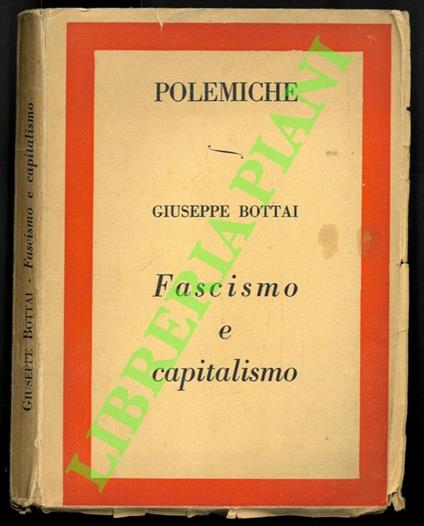 POLEMICHE
GIUSEPPE BOTTAI
Fascismo
e
capitalismo
GIUSEPPE BOTTAI - Fascismo e capitalismo
LIBRERIA PIANI